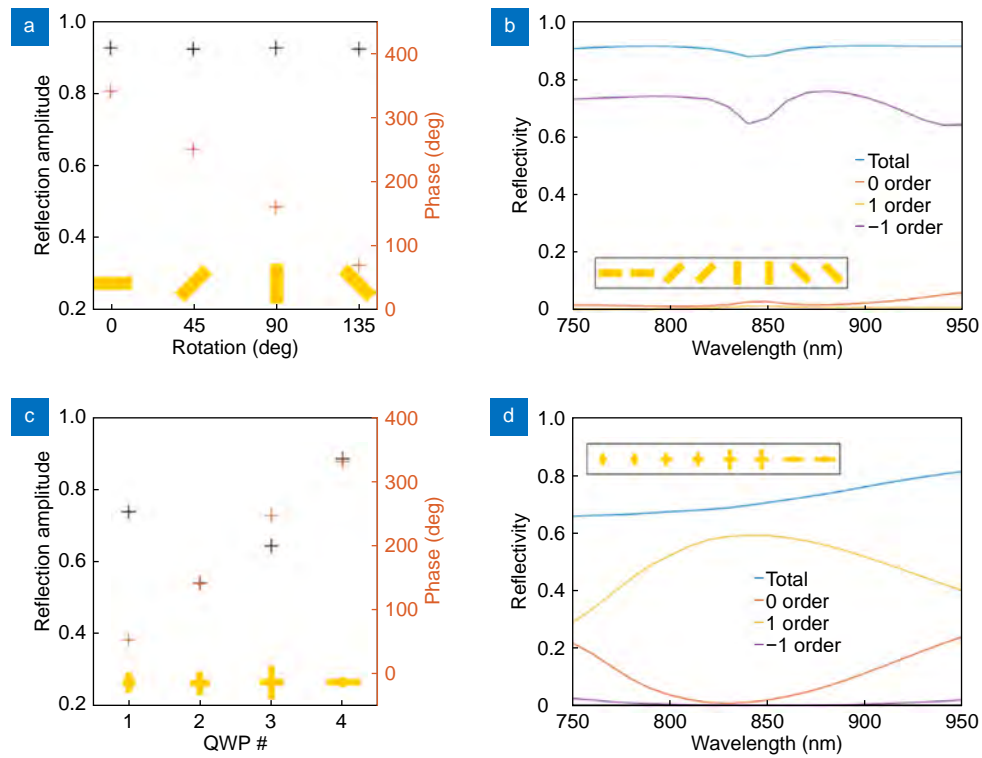 a
1.0
0.8
0.6
0.4
0.2
Reflection amplitude
0
45
90
135
Rotation (deg)
400
300
200
100
0
Phase (deg)
b
1.0
0.8
0.6
0.4
0.2
0
Reflectivity
Total
0 order
1 order
−1 order
750
800
850
900
950
Wavelength (nm)
c
1.0
0.8
0.6
0.4
0.2
Reflection amplitude
1
2
3
4
QWP #
400
300
200
100
0
Phase (deg)
d
1.0
0.8
0.6
0.4
0.2
0
Reflectivity
Total
0 order
1 order
−1 order
750
800
850
900
950
Wavelength (nm)